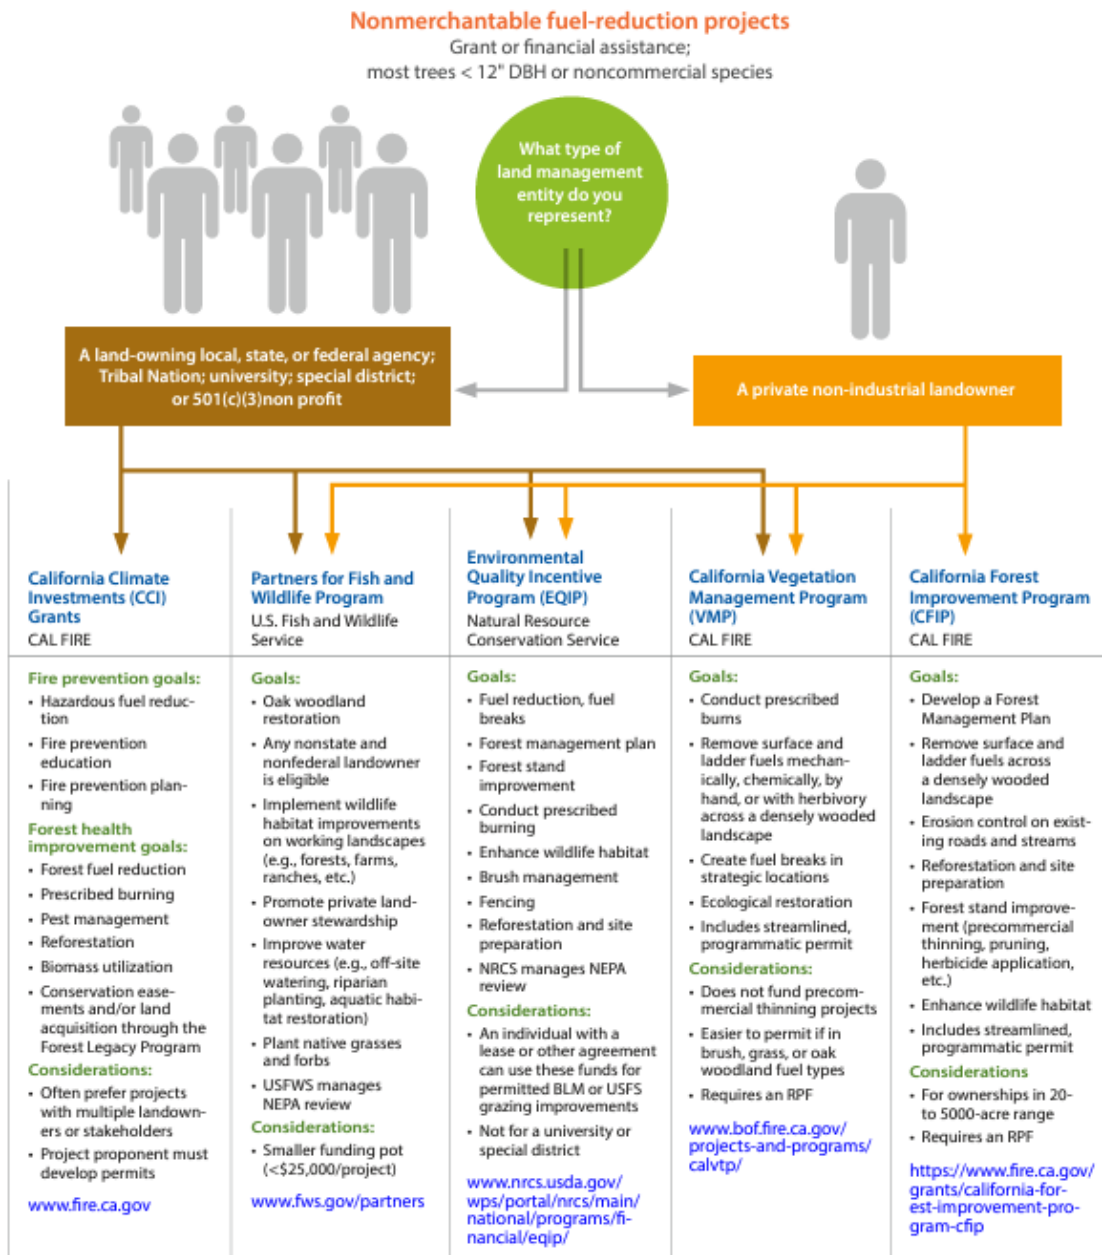 Nonmerchantable fuel-reduction projects
Grant or financial assistance;
most trees < 12" DBH or noncommercial species
What type of
land management
entity do you
represent?
A land-owning local, state, or federal agency;
Tribal Nation; university; special district;
or 501(c)(3)non profit
A private non-industrial landowner
California Climate
Investments (CCI)
Grants
CAL FIRE
Fire prevention goals:
• Hazardous fuel reduc-
tion
• Fire prevention
education
• Fire prevention plan-
ning
Forest health
improvement goals:
• Forest fuel reduction
• Prescribed burning
• Pest management
• Reforestation
• Biomass utilization
• Conservation ease-
ments and/or land
acquisition through the
Forest Legacy Program
Considerations:
• Often prefer projects
with multiple landown-
ers or stakeholders
• Project proponent must
develop permits
www.fire.ca.gov
Partners for Fish and
Wildlife Program
U.S. Fish and Wildlife
Service
Goals:
• Oak woodland
restoration
• Any nonstate and
nonfederal landowner
is eligible
• Implement wildlife
habitat improvements
on working landscapes
(e.g., forests, farms,
ranches, etc.)
• Promote private land-
owner stewardship
• Improve water
resources (e.g., off-site
watering, riparian
planting, aquatic habi-
tat restoration)
• Plant native grasses
and forbs
• USFWS manages
NEPA review
Considerations:
• Smaller funding pot
(<$25,000/project)
www.fws.gov/partners
Environmental
Quality Incentive
Program (EQIP)
Natural Resource
Conservation Service
Goals:
• Fuel reduction, fuel
breaks
• Forest management plan
• Forest stand
improvement
• Conduct prescribed
burning
• Enhance wildlife habitat
• Brush management
• Fencing
• Reforestation and site
preparation
• NRCS manages NEPA
review
Considerations:
• An individual with a
lease or other agreement
can use these funds for
permitted BLM or USFS
grazing improvements
• Not for a university or
special district
www.nrcs.usda.gov/
wps/portal/nrcs/main/
national/programs/fi-
nancial/eqip/
California Vegetation
Management Program
(VMP)
CAL FIRE
Goals:
• Conduct prescribed
burns
• Remove surface and
ladder fuels mechan-
ically, chemically, by
hand, or with herbivory
across a densely wooded
landscape
• Create fuel breaks in
strategic locations
• Ecological restoration
• Includes streamlined,
programmatic permit
Considerations:
• Does not fund precom-
mercial thinning projects
• Easier to permit if in
brush, grass, or oak
woodland fuel types
• Requires an RPF
www.bof.fire.ca.gov/
projects-and-programs/
calvtp/
California Forest
Improvement Program
(CFIP)
CAL FIRE
Goals:
• Develop a Forest
Management Plan
• Remove surface and
ladder fuels across
a densely wooded
landscape
• Erosion control on exist-
ing roads and streams
• Reforestation and site
preparation
• Forest stand improve-
ment (precommercial
thinning, pruning,
herbicide application,
etc.)
• Enhance wildlife habitat
• Includes streamlined,
programmatic permit
Considerations
• For ownerships in 20-
to 5000-acre range
• Requires an RPF
https://www.fire.ca.gov/
grants/california-for-
est-improvement-pro-
gram-cfip